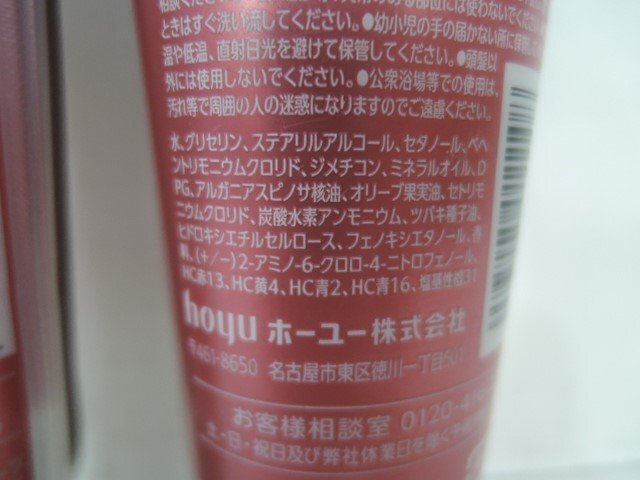 ときはすぐ洗い流してください。●幼小児の手の届かない所に
温や低温、直射日光を避けて保管してください。●頭髪以
外には使用しないでください。●公衆浴場等での使用は、
汚れ等で周囲の人の迷惑になりますのでご遠慮ください。
水、グリセリン、ステアリルアルコール、セタノール、ベヘ
ントリモニウムクロリド、ジメチコン、ミネラルオイル、D
PG、アルガニアスピノサ核油、オリーブ果実油、セトリモ
ニウムクロリド、炭酸水素アンモニウム、ツバキ種子油、
ヒドロキシエチルセルロース、フェノキシエタノール、香
料、(+/-)2-アミノ-6-クロロ-4-ニトロフェノール、
HC赤13、HC黄4、HC青2、HC青16、塩基性橙31
hoyu ホーユー株式会社
〒461-8650 名古屋市東区徳川一丁目501
お客様相談室 0120-41
土・日・祝日及び弊社休業日を除く